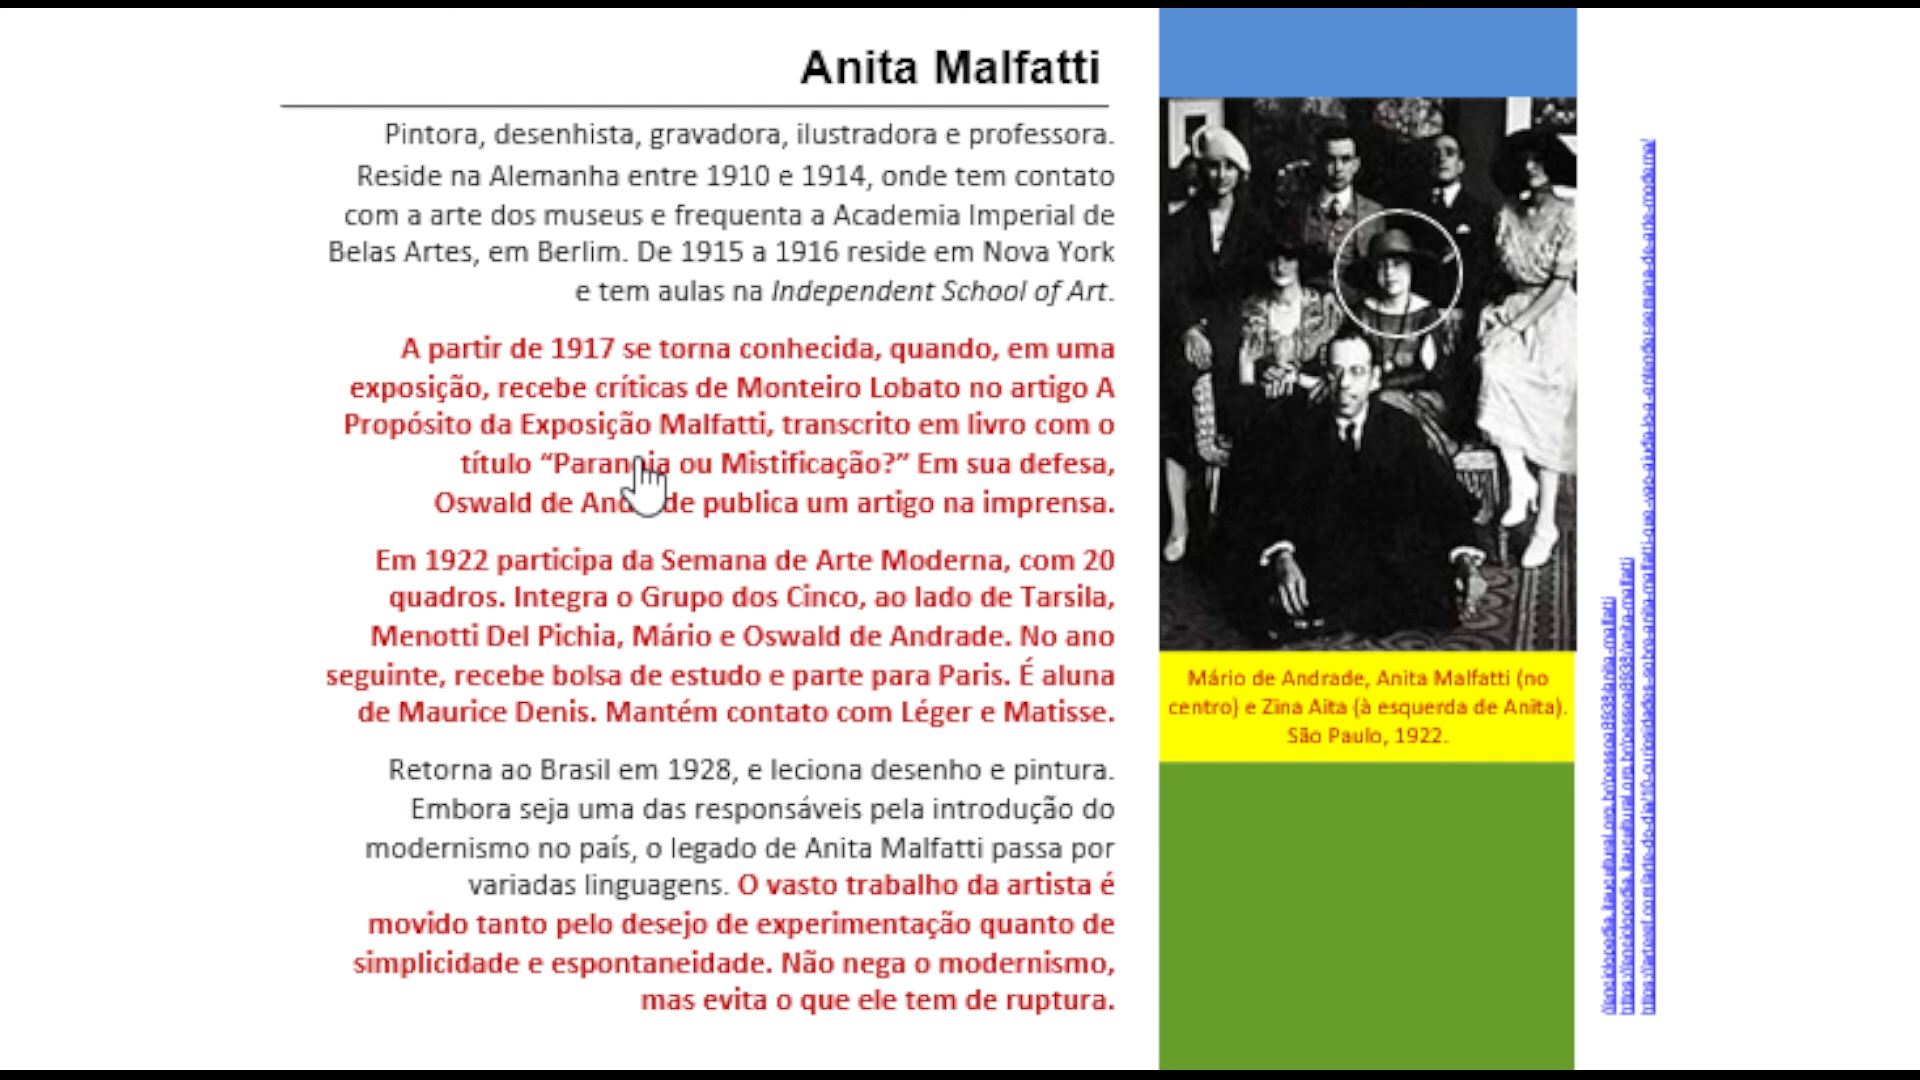 Anita Malfatti
Pintora, desenhista, gravadora, ilustradora e professora.
Reside na Alemanha entre 1910 e 1914, onde tem contato
com a arte dos museus e frequenta a Academia Imperial de
Belas Artes, em Berlim. De 1915 a 1916 reside em Nova York
e tem aulas na Independent School of Art.
A partir de 1917 se torna conhecida, quando, em uma
exposição, recebe críticas de Monteiro Lobato no artigo A
Propósito da Exposição Malfatti, transcrito em livro com o
título “Paranoia ou Mistificação?” Em sua defesa,
Oswald de Andrade publica um artigo na imprensa.
Em 1922 participa da Semana de Arte Moderna, com 20
quadros. Integra o Grupo dos Cinco, ao lado de Tarsila,
Menotti Del Pichia, Mário e Oswald de Andrade. No ano
seguinte, recebe bolsa de estudo e parte para Paris. É aluna
de Maurice Denis. Mantém contato com Léger e Matisse.
Retorna ao Brasil em 1928, e leciona desenho e pintura.
Embora seja uma das responsáveis pela introdução do
modernismo no país, o legado de Anita Malfatti passa por
variadas linguagens. O vasto trabalho da artista é
movido tanto pelo desejo de experimentação quanto de
simplicidade e espontaneidade. Não nega o modernismo,
mas evita o que ele tem de ruptura.
Mário de Andrade, Anita Malfatti (no
centro) e Zina Aita (à esquerda de Anita).
São Paulo, 1922.